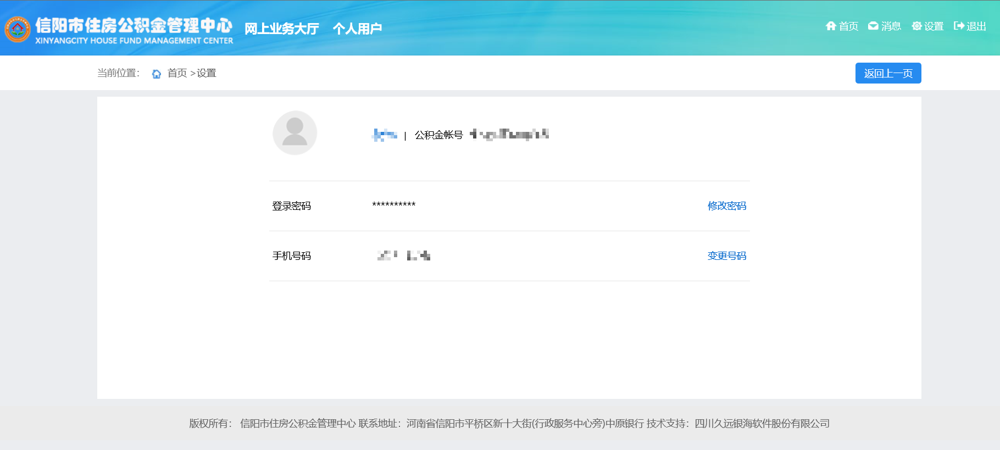 信阳市住房公积金管理中心
XINYANGCITY HOUSE FUND MANAGEMENT CENTER
网上业务大厅 个人用户
首页 消息 设置 退出
当前位置： 首页 >设置
返回上一页
| 公积金帐号
登录密码 ********** 修改密码
手机号码 变更号码
版权所有： 信阳市住房公积金管理中心 联系地址：河南省信阳市平桥区新十大街(行政服务中心旁)中原银行 技术支持：四川久远银海软件股份有限公司